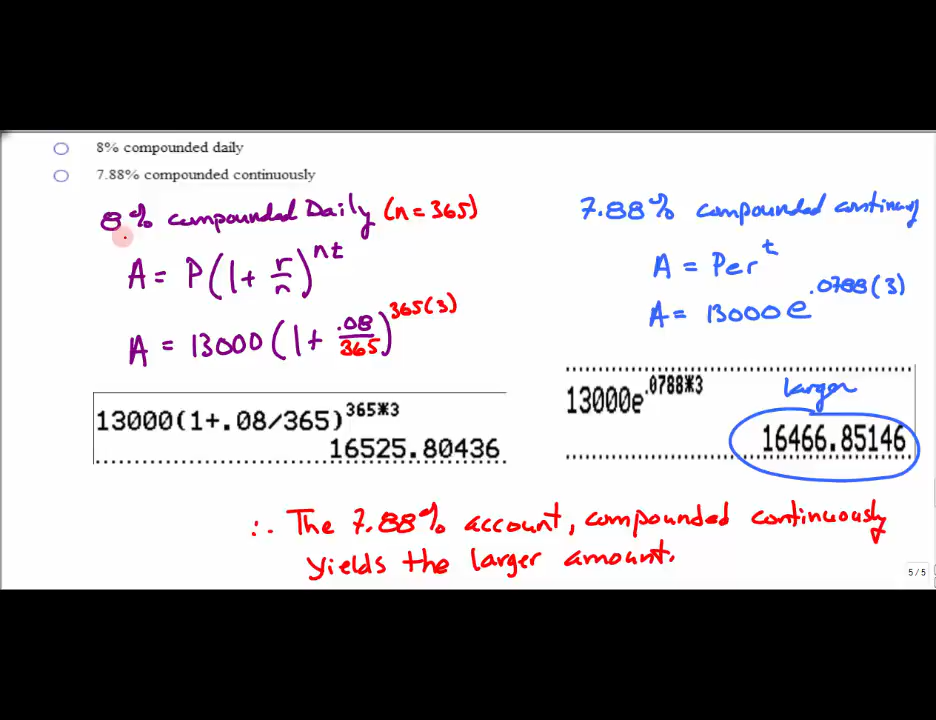 8% compounded daily
7.88% compounded continuously
8% compounded Daily (n = 365)
A = P(1 + r/n)^nt
A = 13000 (1 + .08/365)^365(3)
13000(1+.08/365)^365*3
16525.80436
7.88% compounded continuously
A = Per^t
A = 13000e^.0788(3)
13000e^.0788*3
larger
16466.85146
∴ The 7.88% account, compounded continuously
yields the larger amount.
5/5